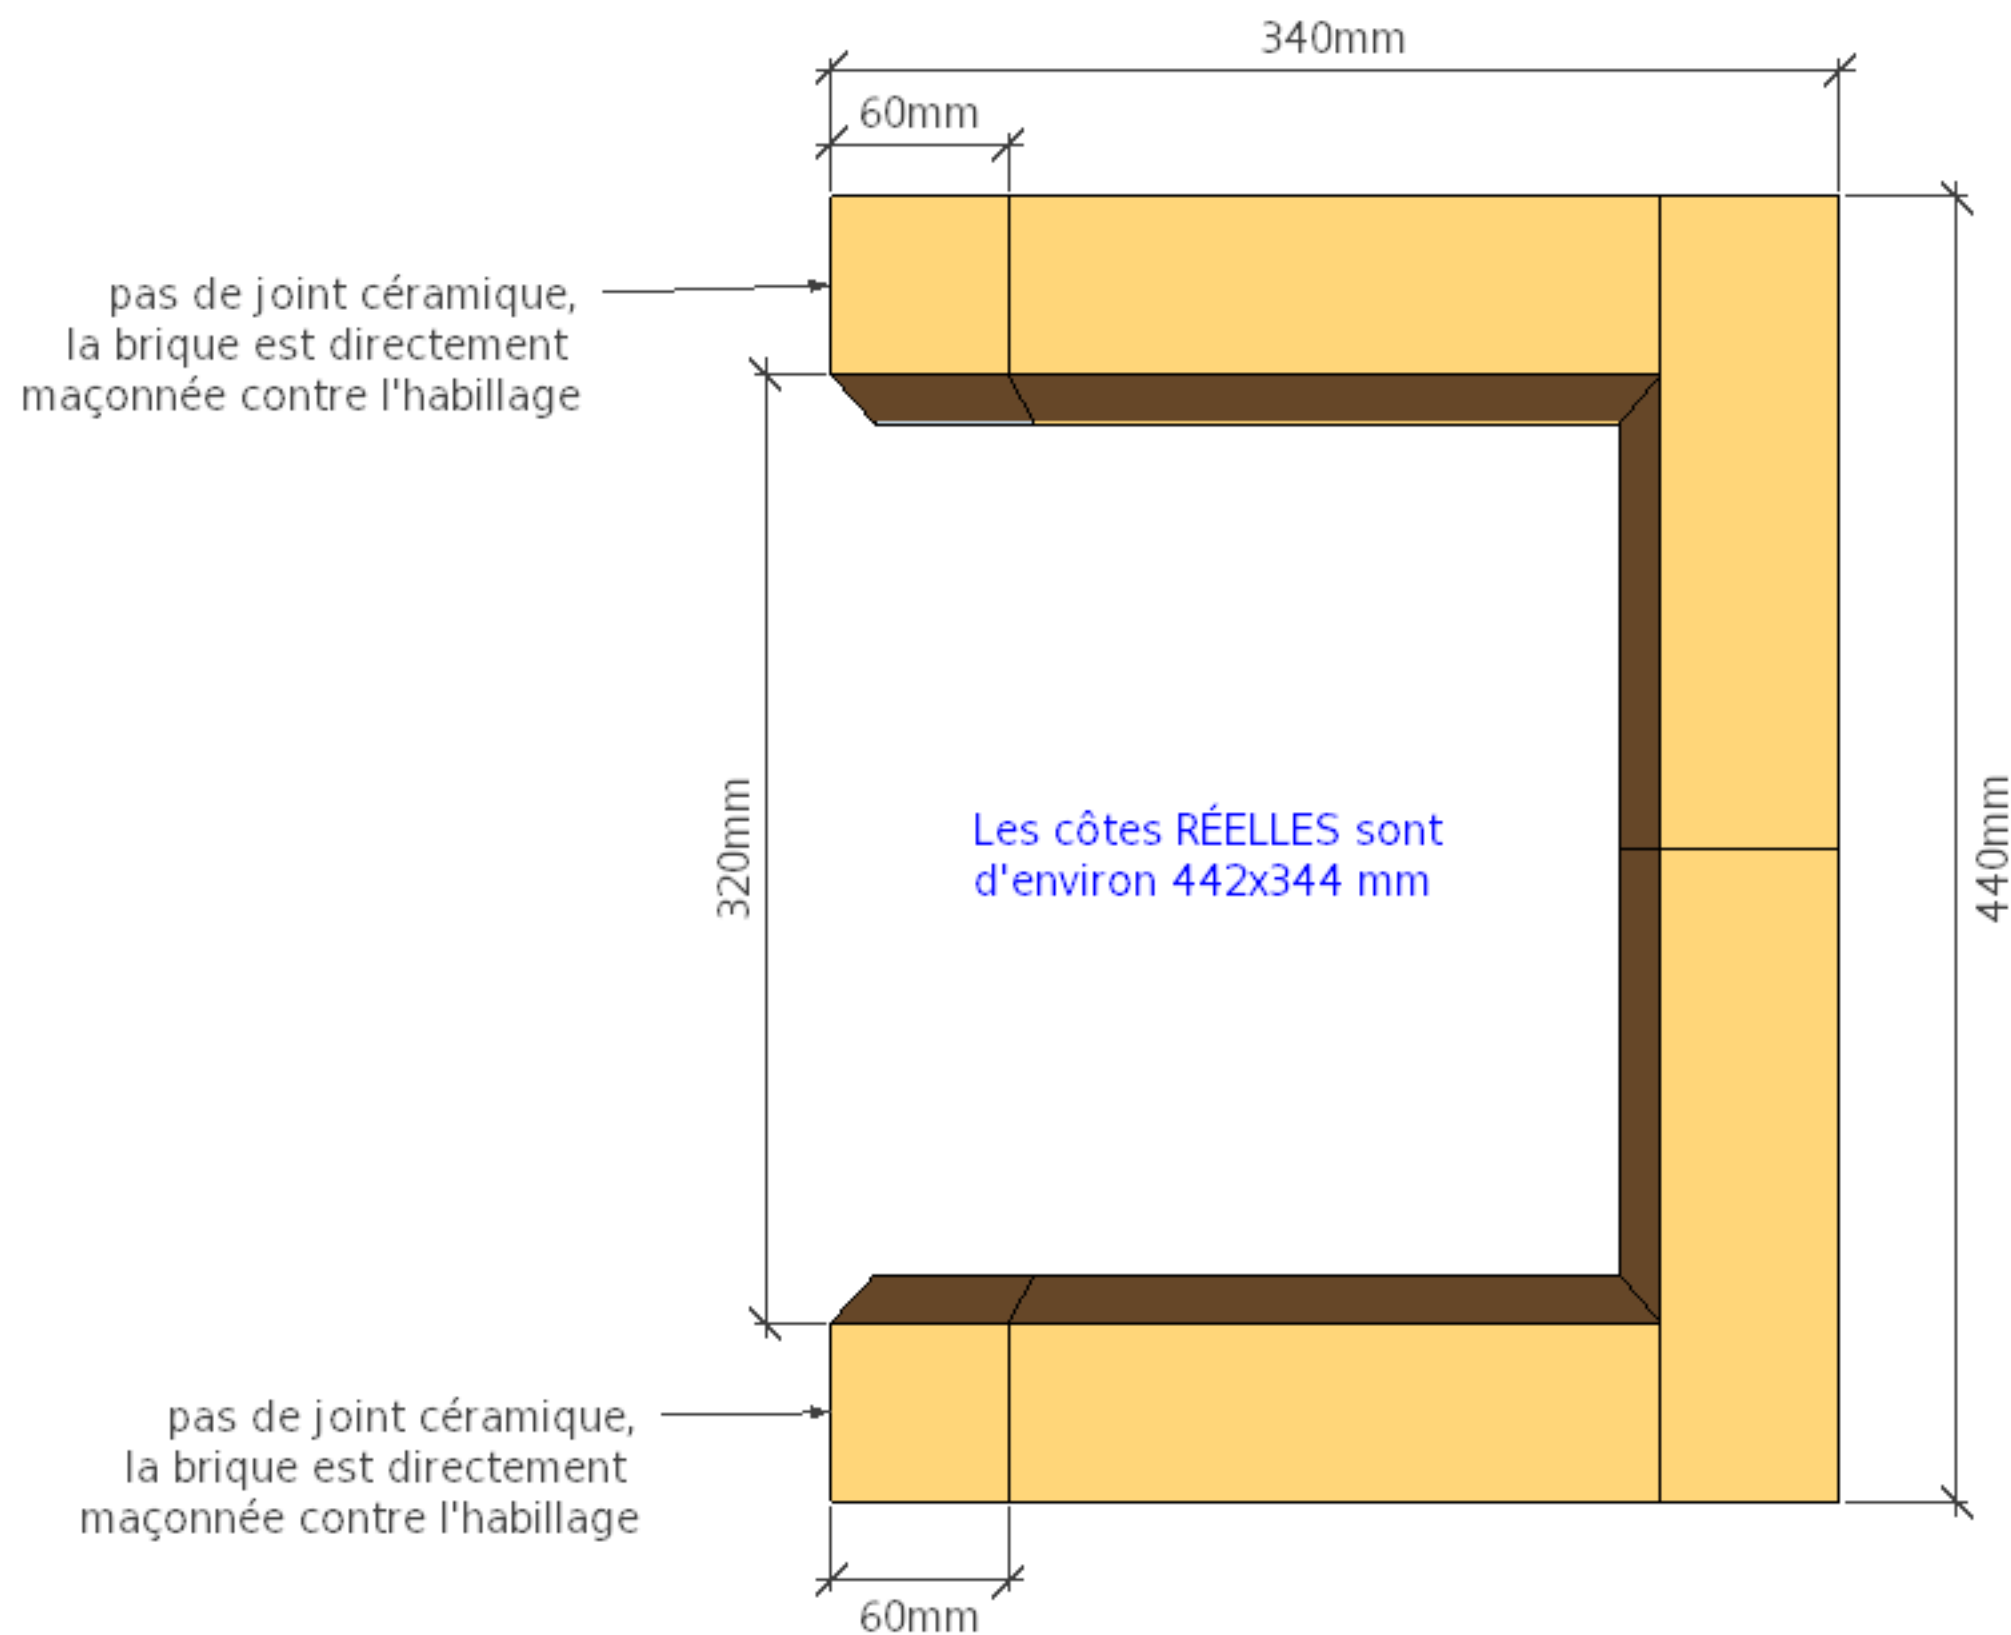 340mm
60mm
pas de joint céramique,
la brique est directement
maçonnée contre l'habillage
320mm
Les côtes RÉELLES sont
d'environ 442x344 mm
440mm
pas de joint céramique,
la brique est directement
maçonnée contre l'habillage
60mm